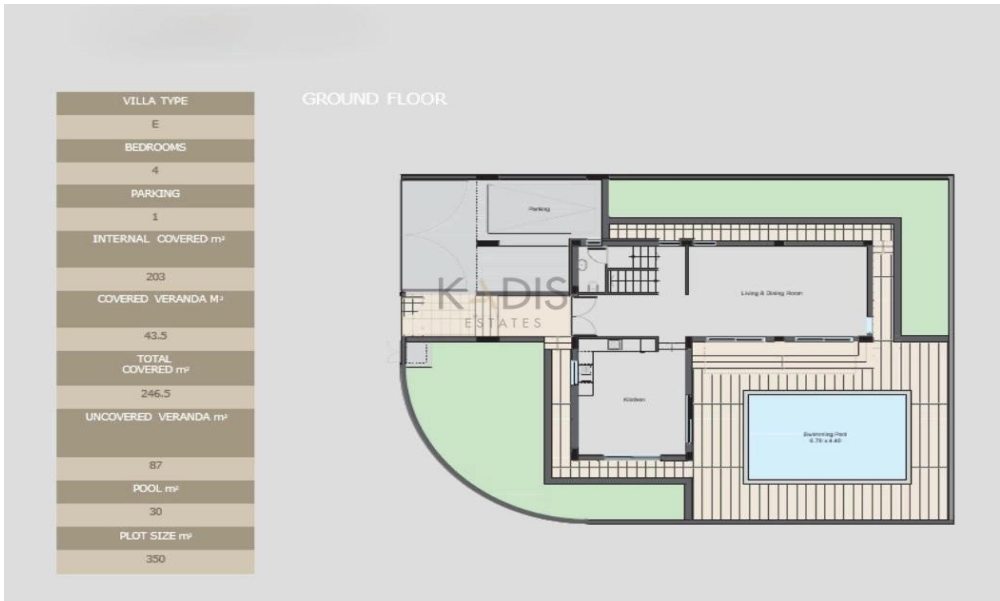 VILLA TYPE
E
BEDROOMS
4
PARKING
1
INTERNAL COVERED m²
203
COVERED VERANDA M²
43.5
TOTAL
COVERED m²
246.5
UNCOVERED VERANDA m²
87
POOL m²
30
PLOT SIZE m²
350
GROUND FLOOR
Parking
KADIS
ESTATES
Living & Dining Room
Kitchen
Swimming Pool